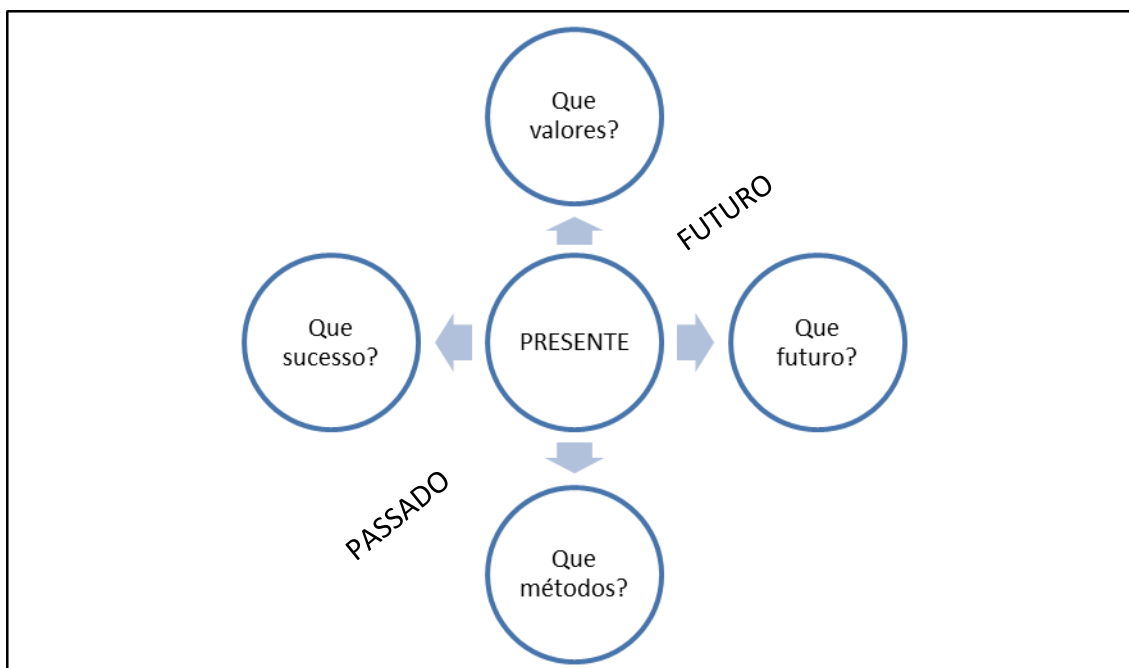 Que
valores?
FUTURO
Que
sucesso?
PRESENTE
Que
futuro?
PASSADO
Que
métodos?